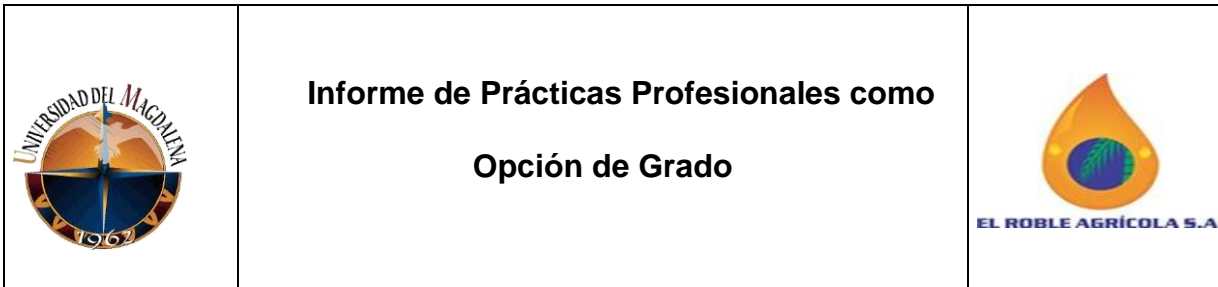 UNIVERSIDAD DEL MAGDALENA
1962
Informe de Prácticas Profesionales como
Opción de Grado
EL ROBLE AGRÍCOLA S.A